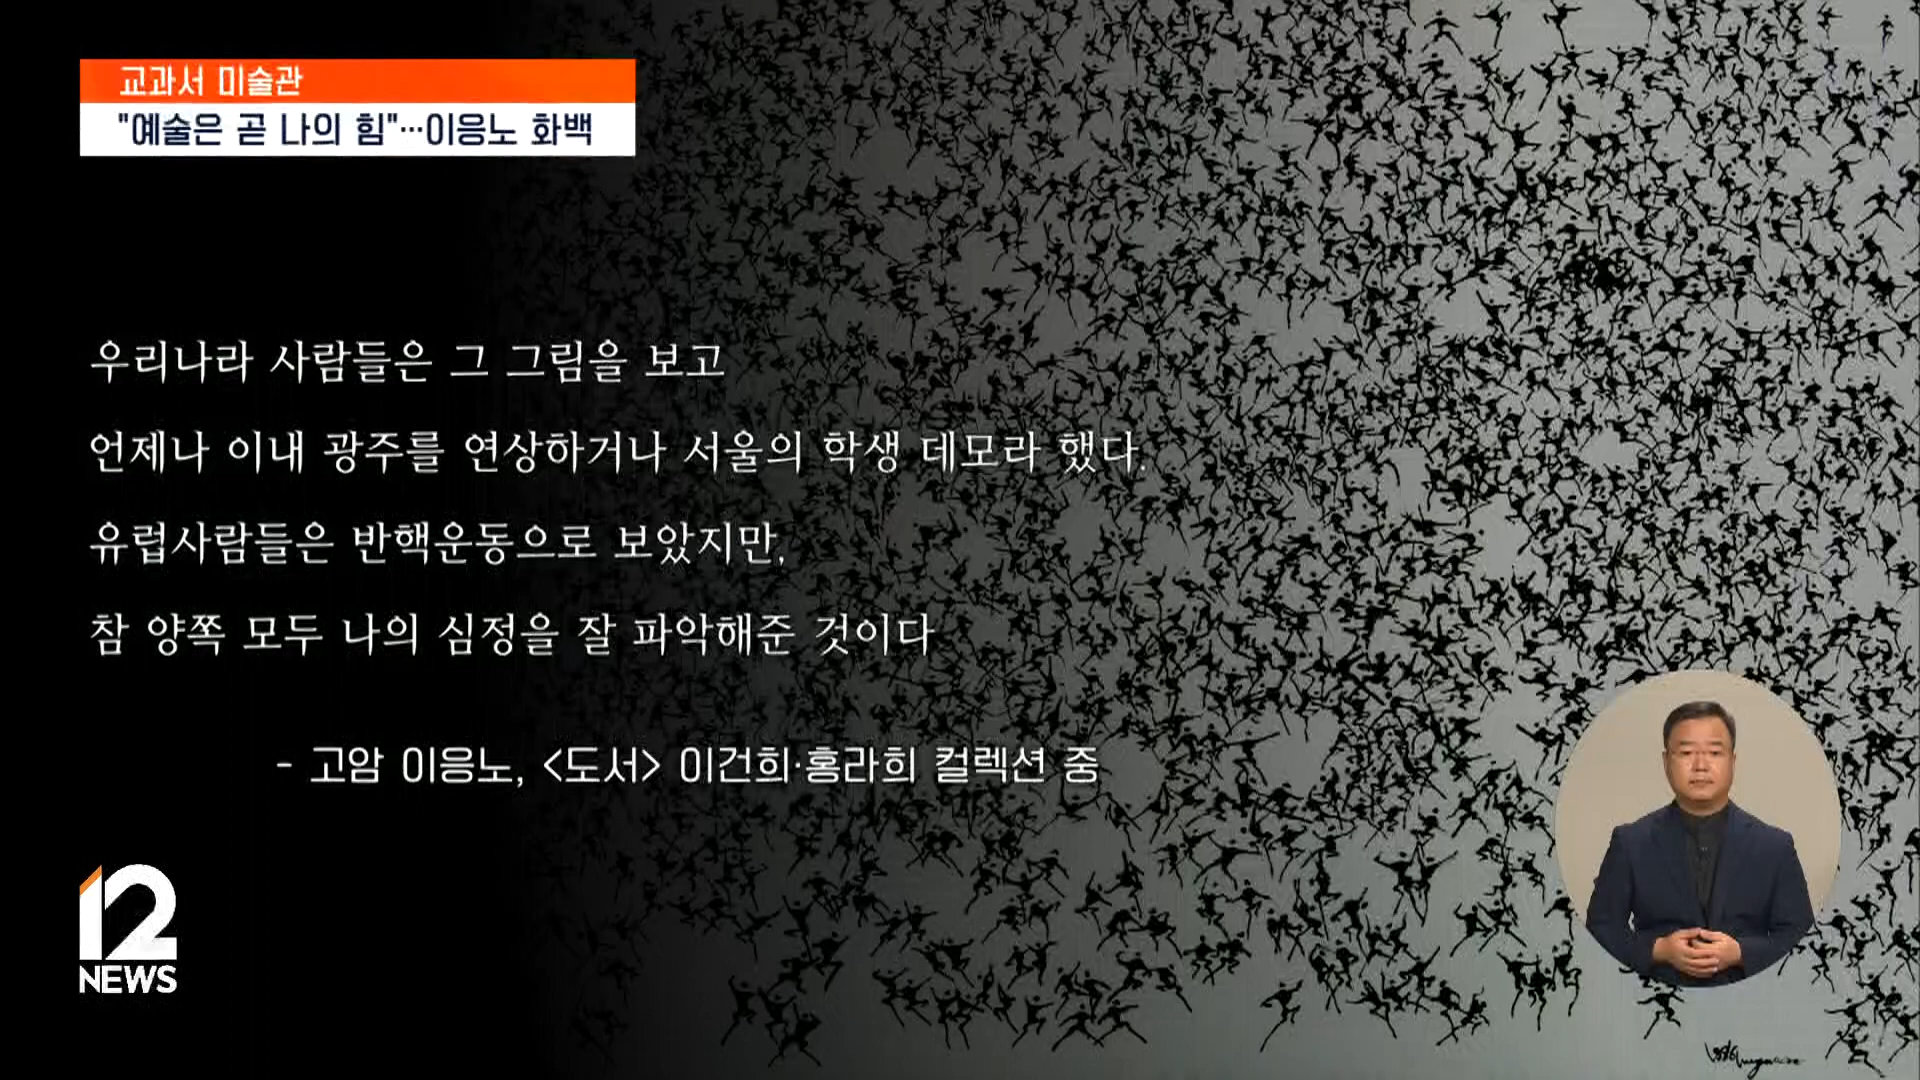 교과서 미술관
"예술은 곧 나의 힘"…이응노 화백
우리나라 사람들은 그 그림을 보고
언제나 이내 광주를 연상하거나 서울의 학생 데모라 했다.
유럽사람들은 반핵운동으로 보았지만,
참 양쪽 모두 나의 심정을 잘 파악해준 것이다
- 고암 이응노, <도서> 이건희·홍라희 컬렉션 중
12
NEWS